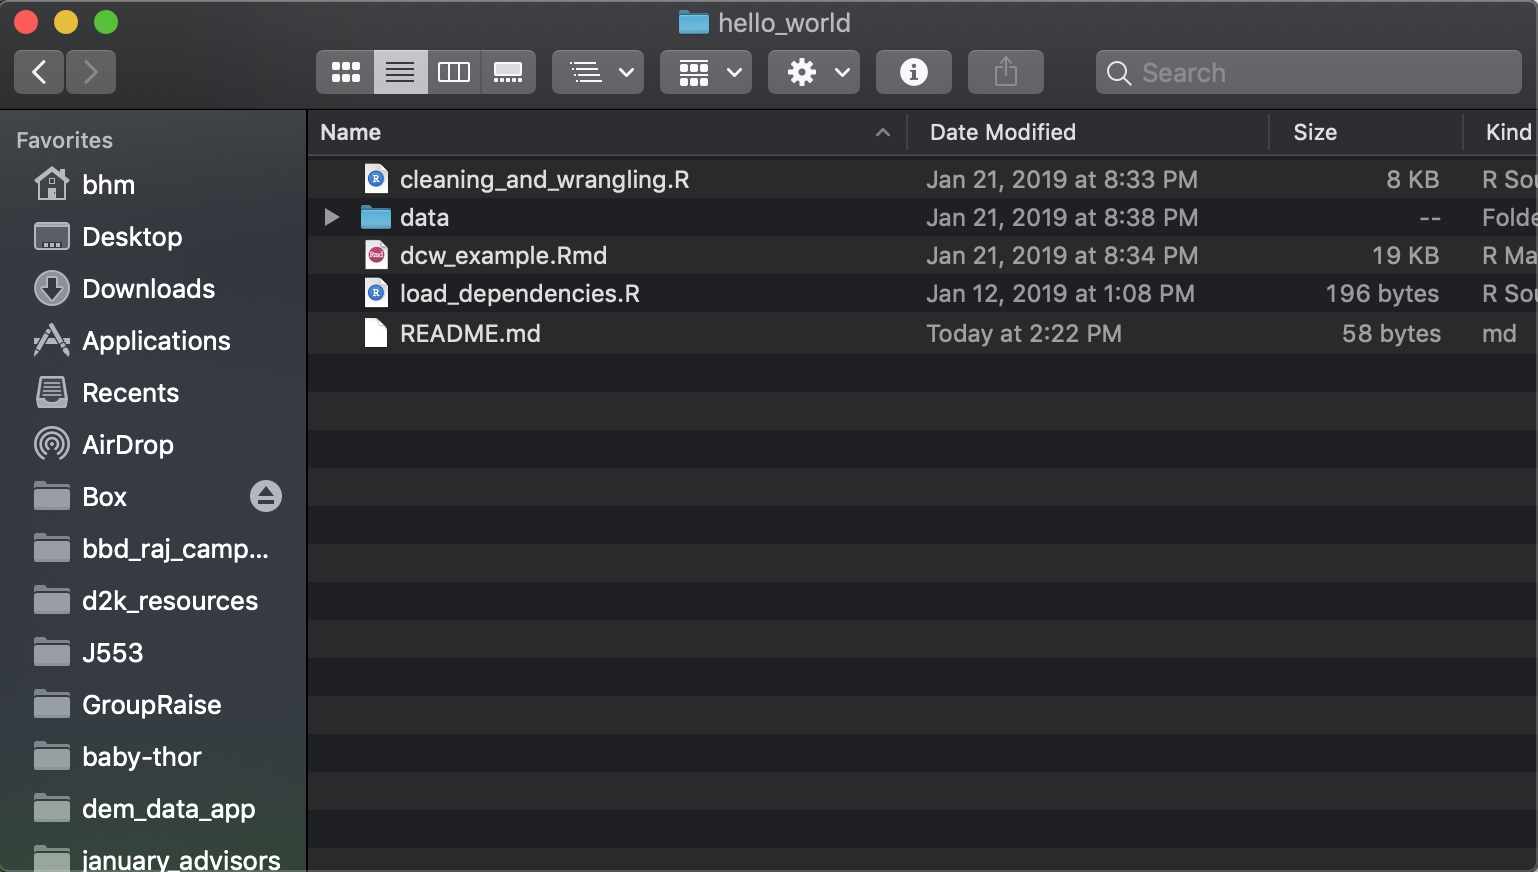 hello_world
Search
Favorites
bhm
Desktop
Downloads
Applications
Recents
AirDrop
Box
bbd_raj_camp...
d2k_resources
J553
GroupRaise
baby-thor
dem_data_app
january_advisors
Name Date Modified Size Kind
cleaning_and_wrangling.R Jan 21, 2019 at 8:33 PM 8 KB R Sou
data Jan 21, 2019 at 8:38 PM -- Folde
dcw_example.Rmd Jan 21, 2019 at 8:34 PM 19 KB R Ma
load_dependencies.R Jan 12, 2019 at 1:08 PM 196 bytes R Sou
README.md Today at 2:22 PM 58 bytes md